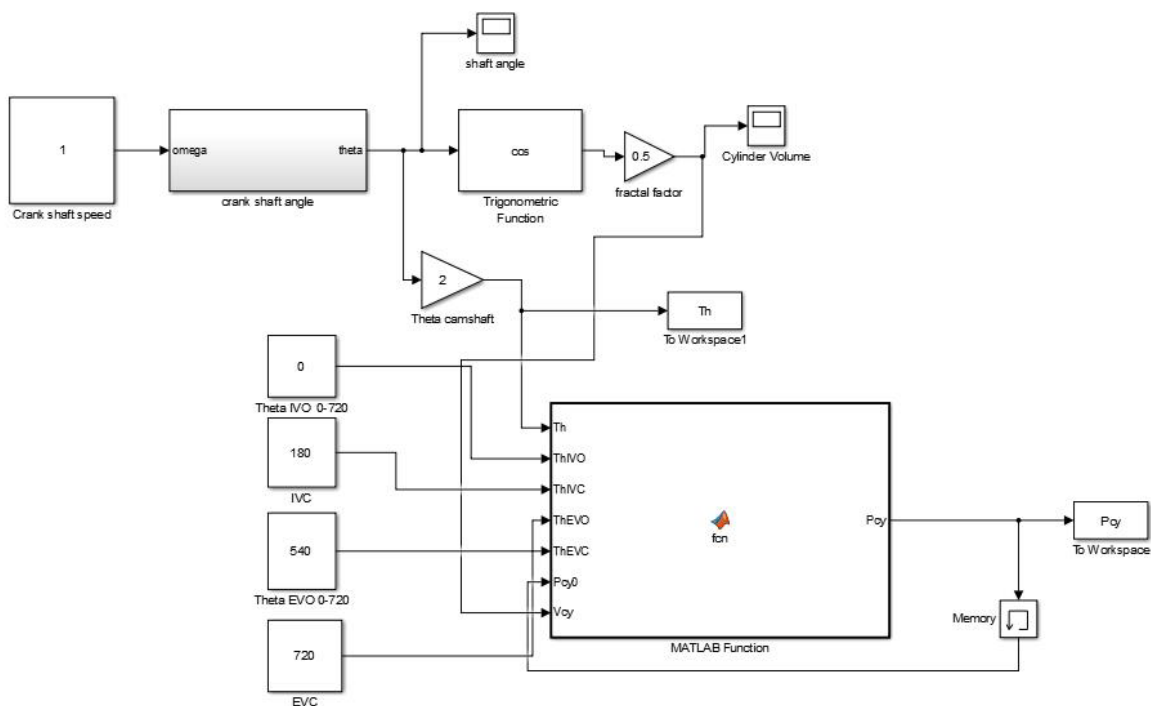 shaft angle
1
Crank shaft speed
omega
theta
crank shaft angle
cos
Trigonometric
Function
0.5
fractal factor
Cylinder Volume
2
Theta camshaft
Th
To Workspace1
0
Theta IVO 0-720
180
IVC
540
Theta EVO 0-720
720
EVC
Th
ThIVO
ThIVC
ThEVO
ThEVC
Pcy0
Vcy
fcn
Pcy
MATLAB Function
Pcy
To Workspace
Memory